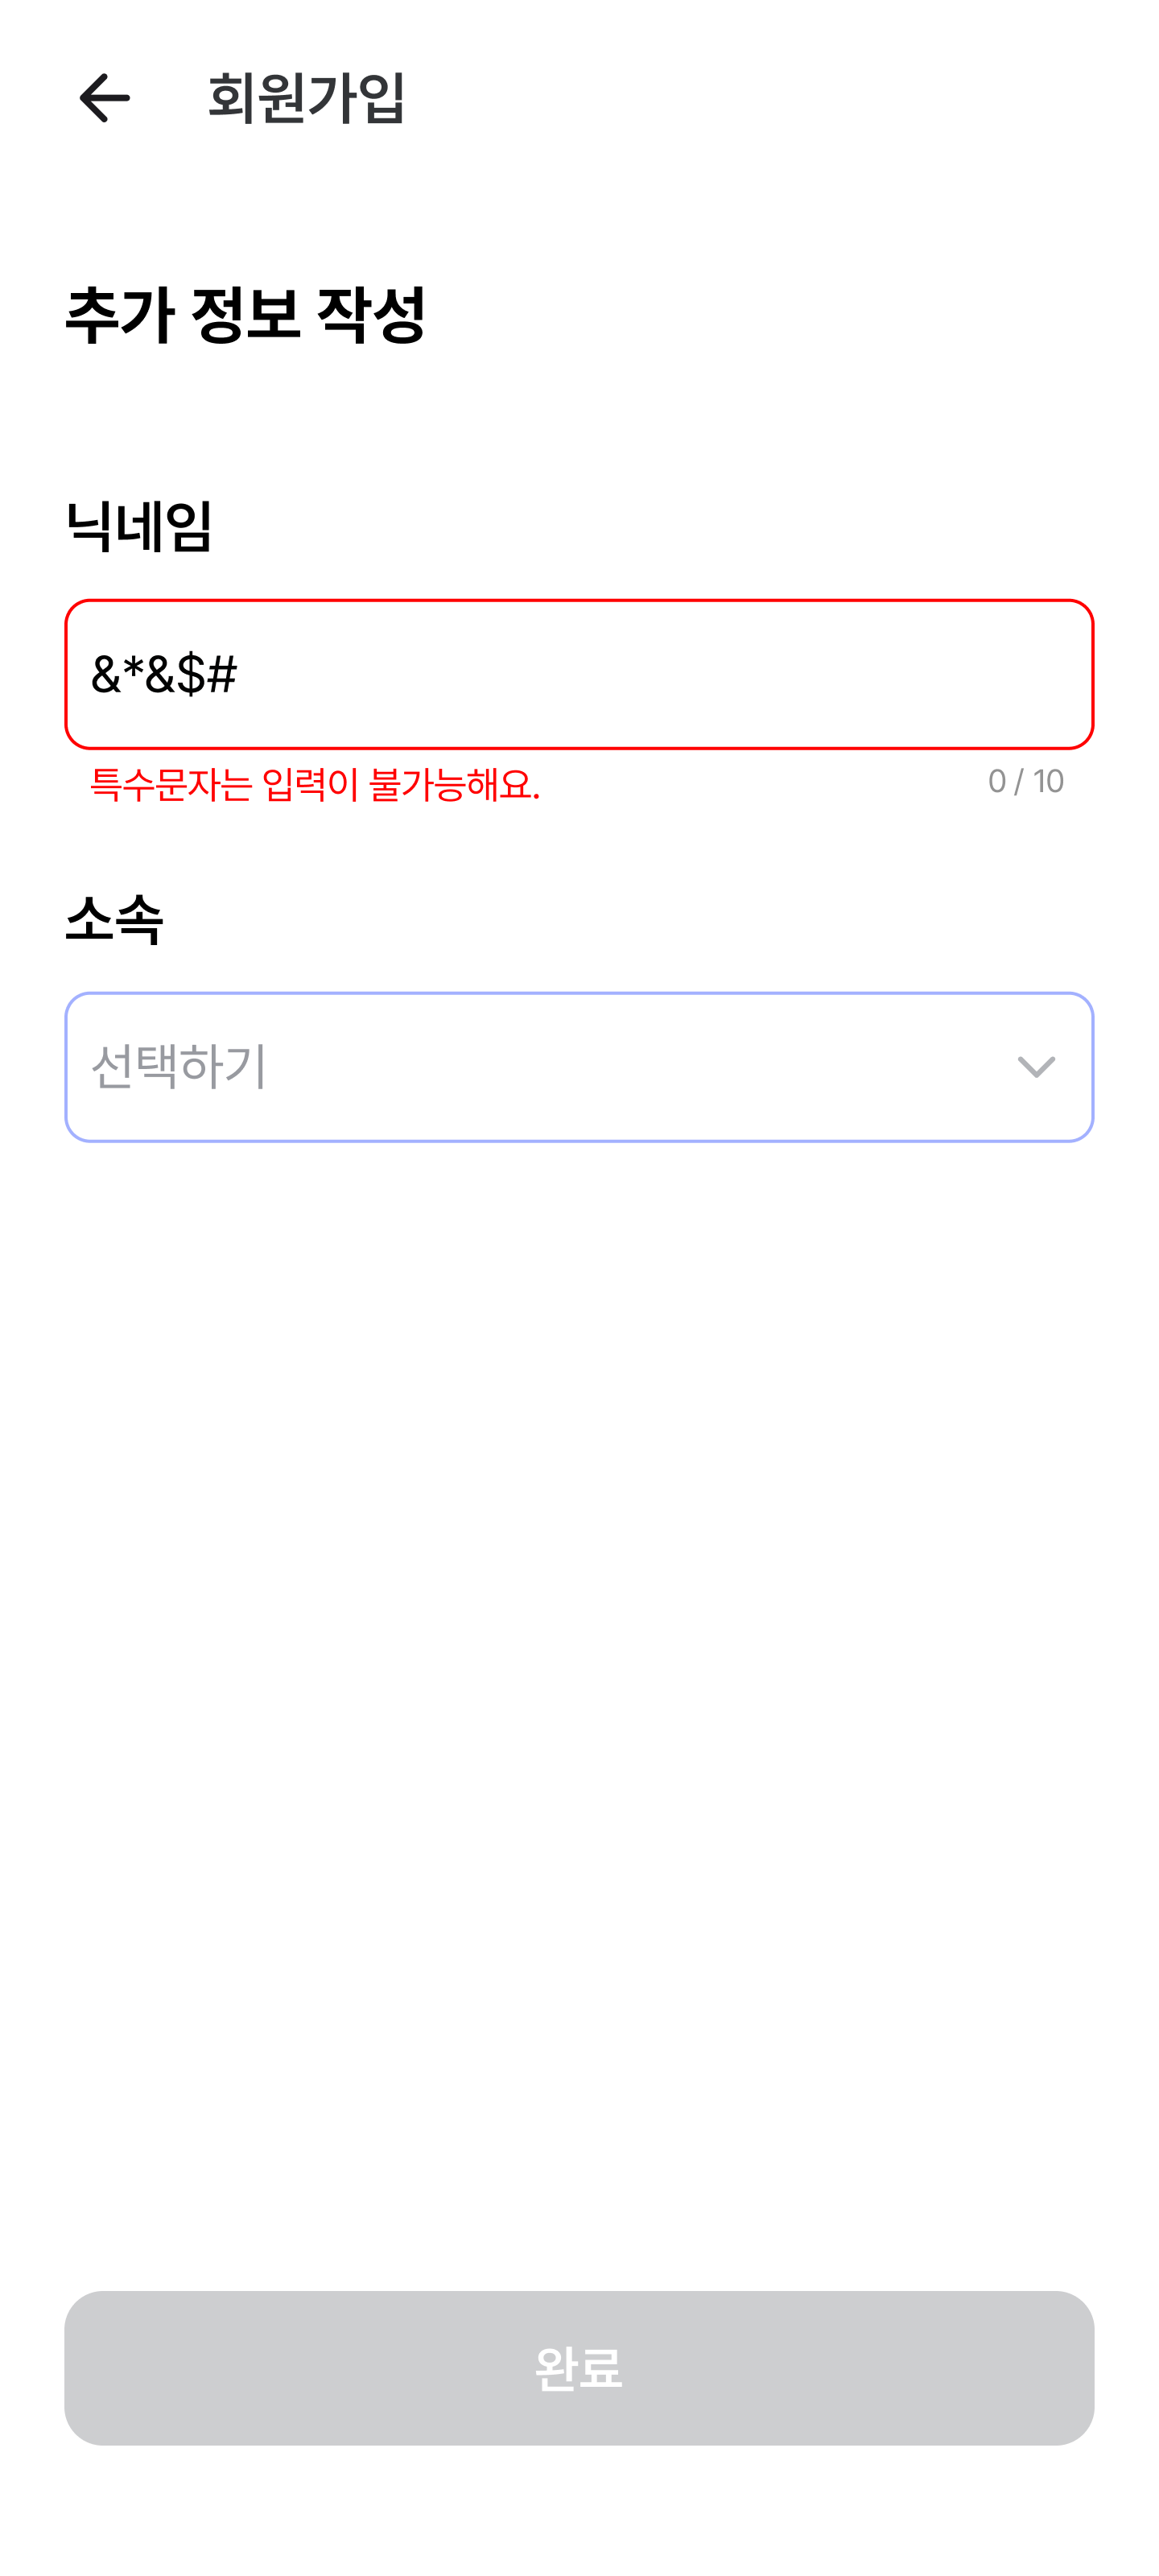 회원가입
추가 정보 작성
닉네임
&*&$#
특수문자는 입력이 불가능해요.
0 / 10
소속
선택하기
완료